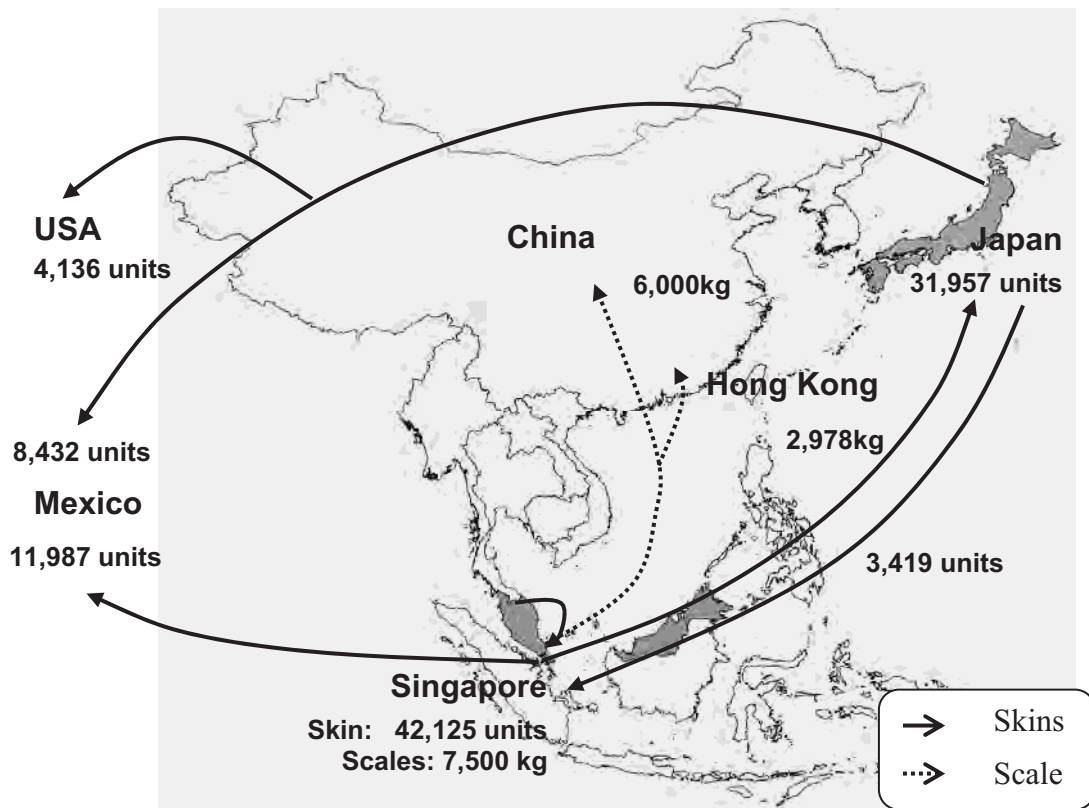 USA
4,136 units
China
6,000kg
Japan
31,957 units
Hong Kong
2,978kg
8,432 units
Mexico
11,987 units
3,419 units
Singapore
Skin: 42,125 units
Scales: 7,500 kg
Skins
Scale